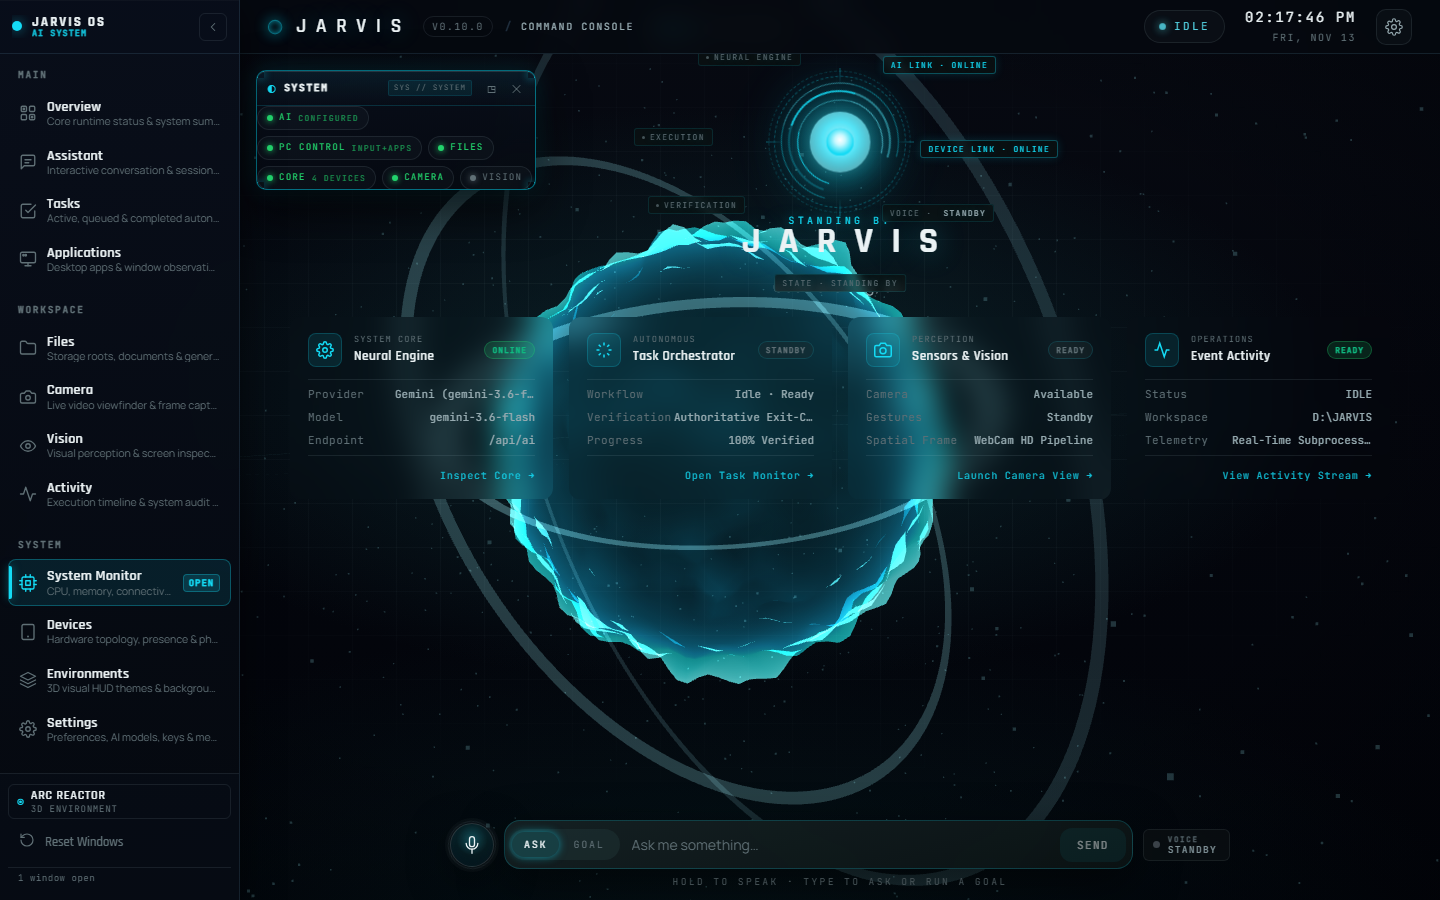 JARVIS OS
AI SYSTEM
MAIN
Overview
Core runtime status & system sum...
Assistant
Interactive conversation & session...
Tasks
Active, queued & completed auton...
Applications
Desktop apps & window observati...
WORKSPACE
Files
Storage roots, documents & gener...
Camera
Live video viewfinder & frame capt...
Vision
Visual perception & screen inspec...
Activity
Execution timeline & system audit ...
SYSTEM
System Monitor
CPU, memory, connectiv...
OPEN
Devices
Hardware topology, presence & ph...
Environments
3D visual HUD themes & backgrou...
Settings
Preferences, AI models, keys & me...
ARC REACTOR
3D ENVIRONMENT
Reset Windows
1 window open
JARVIS
V0.10.0
/ COMMAND CONSOLE
IDLE
02:17:46 PM
FRI, NOV 13
SYSTEM
SYS // SYSTEM
AI CONFIGURED
PC CONTROL INPUT+APPS
FILES
CORE 4 DEVICES
CAMERA
VISION
NEURAL ENGINE
AI LINK · ONLINE
EXECUTION
DEVICE LINK · ONLINE
VERIFICATION
VOICE · STANDBY
STANDING B
JARVIS
STATE · STANDING BY
SYSTEM CORE
Neural Engine
ONLINE
Provider Gemini (gemini-3.6-f…
Model gemini-3.6-flash
Endpoint /api/ai
Inspect Core →
AUTONOMOUS
Task Orchestrator
STANDBY
Workflow Idle · Ready
Verification Authoritative Exit-C…
Progress 100% Verified
Open Task Monitor →
PERCEPTION
Sensors & Vision
READY
Camera Available
Gestures Standby
Spatial Frame WebCam HD Pipeline
Launch Camera View →
OPERATIONS
Event Activity
READY
Status IDLE
Workspace D:\JARVIS
Telemetry Real-Time Subprocess…
View Activity Stream →
ASK
GOAL
Ask me something...
SEND
VOICE
STANDBY
HOLD TO SPEAK · TYPE TO ASK OR RUN A GOAL